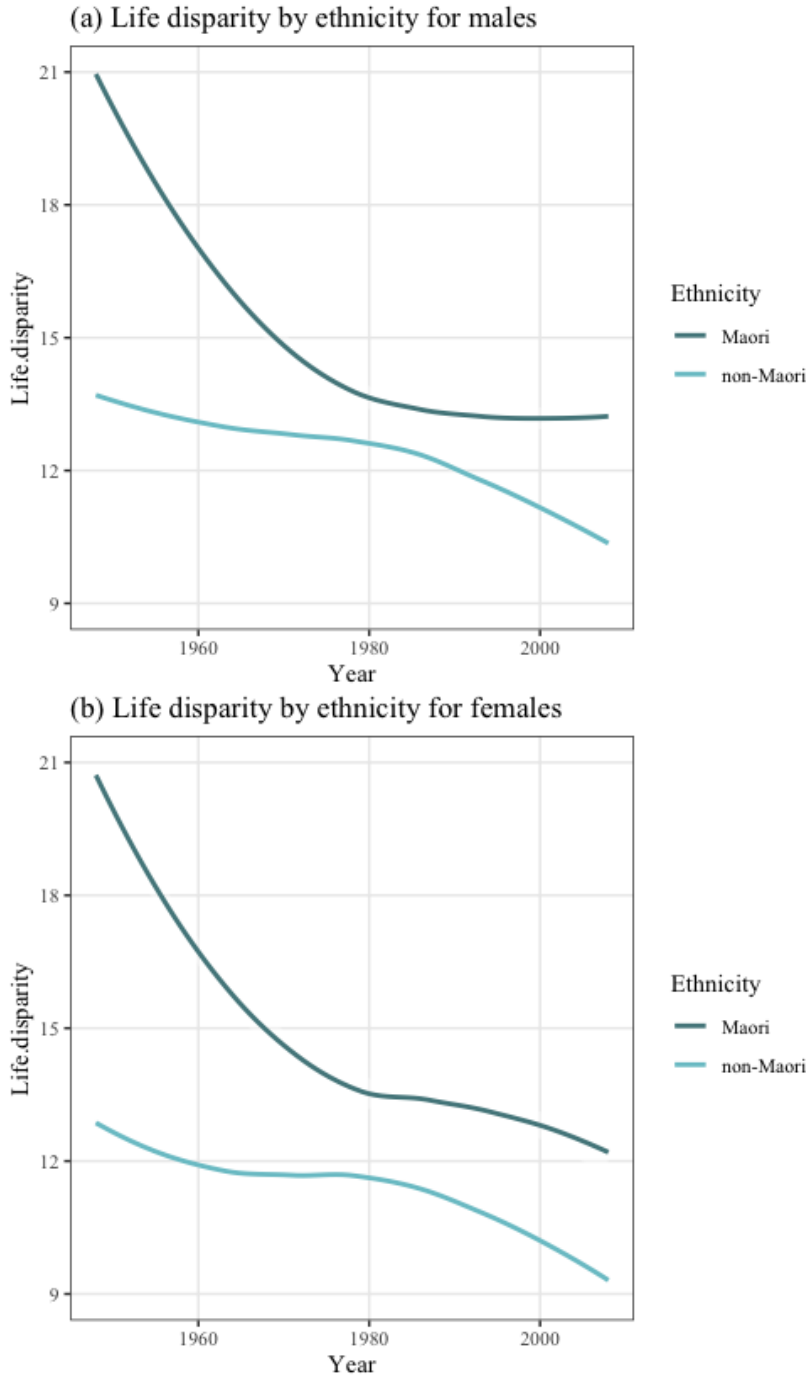 (a) Life disparity by ethnicity for males
21
18
15
12
9
Life.disparity
1960 1980 2000
Year
Ethnicity
Maori
non-Maori
(b) Life disparity by ethnicity for females
21
18
15
12
9
Life.disparity
1960 1980 2000
Year
Ethnicity
Maori
non-Maori